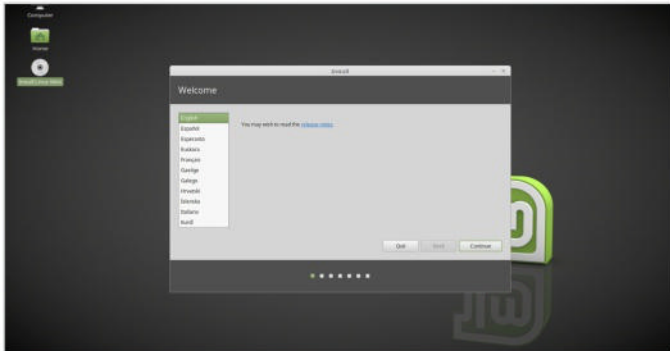 Computer
Home
Install Linux Mint
Install
Welcome
English
Español
Esperanto
Euskara
Français
Gaeilge
Galego
Hrvatski
Íslenska
Italiano
Kurdî
You may wish to read the release notes.
Quit
Back
Continue